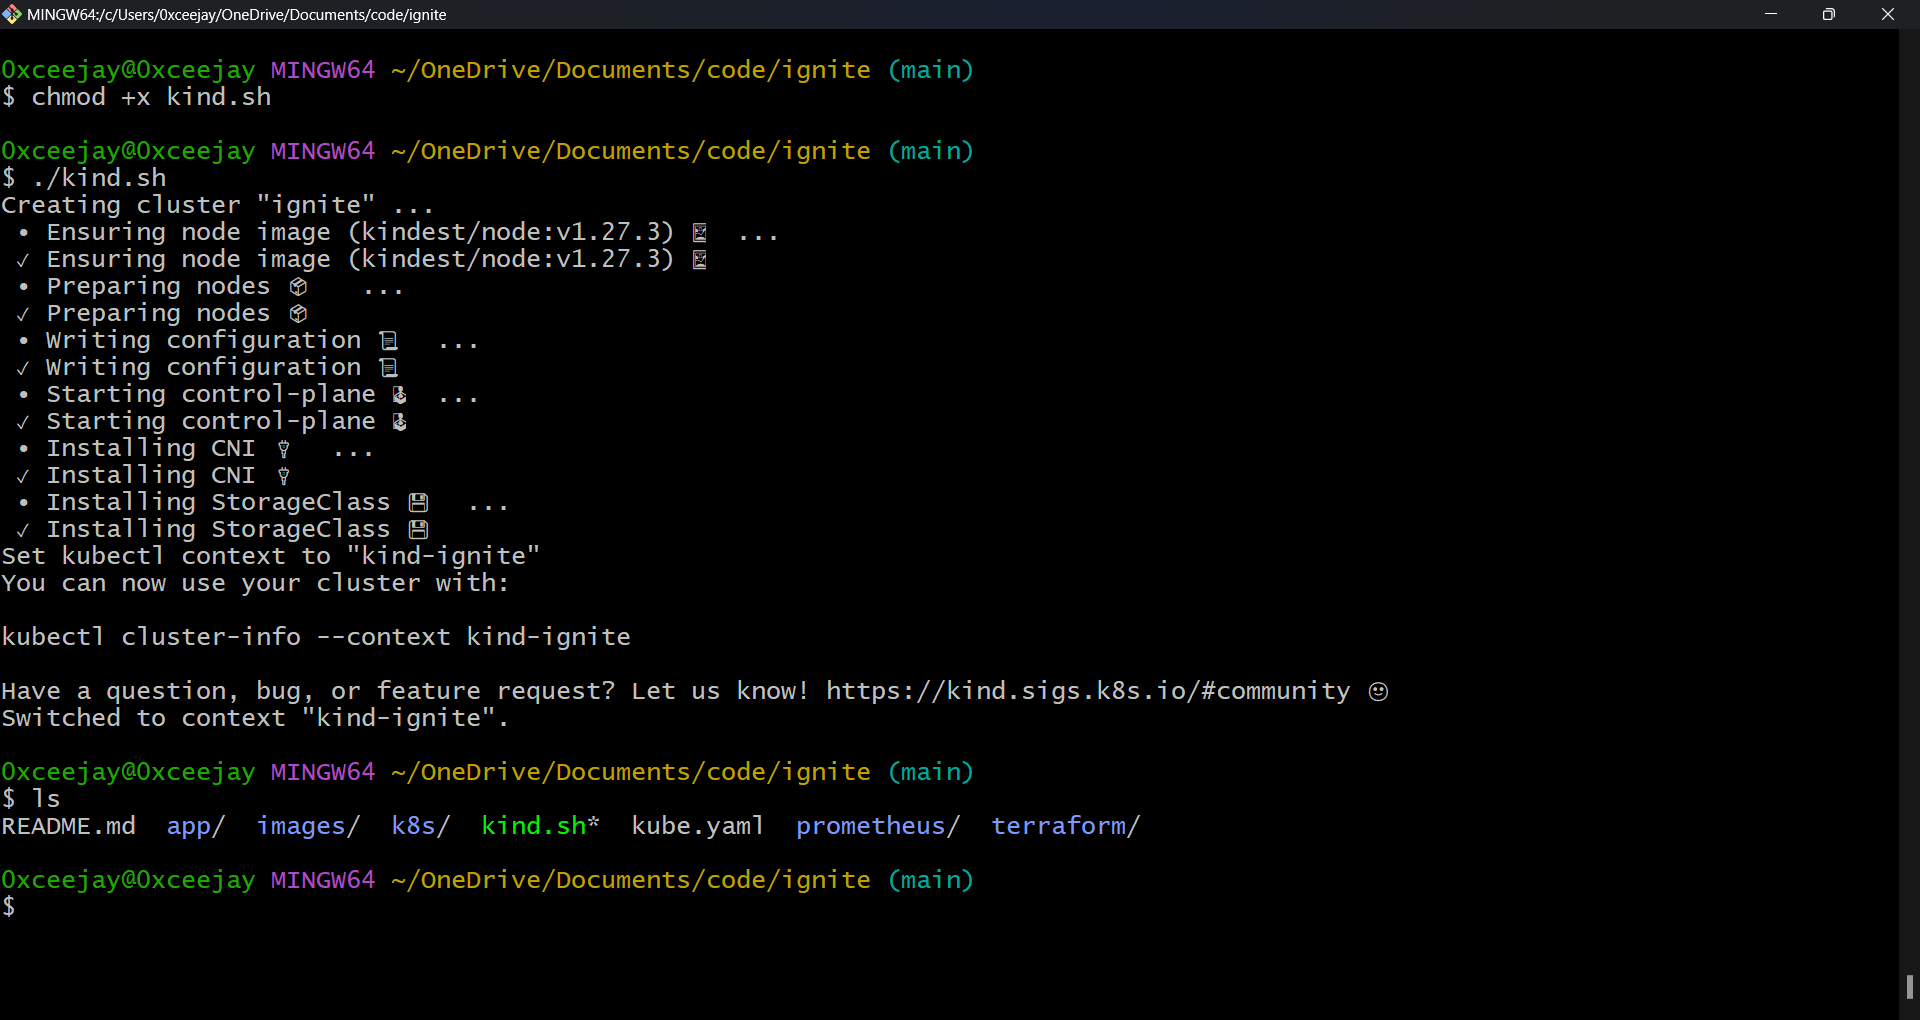 MINGW64:/c/Users/0xceejay/OneDrive/Documents/code/ignite
0xceejay@0xceejay MINGW64 ~/OneDrive/Documents/code/ignite (main)
$ chmod +x kind.sh
0xceejay@0xceejay MINGW64 ~/OneDrive/Documents/code/ignite (main)
$ ./kind.sh
Creating cluster "ignite" ...
• Ensuring node image (kindest/node:v1.27.3) 🖼 ...
✓ Ensuring node image (kindest/node:v1.27.3) 🖼
• Preparing nodes 📦 ...
✓ Preparing nodes 📦
• Writing configuration 📜 ...
✓ Writing configuration 📜
• Starting control-plane 🕹 ...
✓ Starting control-plane 🕹
• Installing CNI 🔌 ...
✓ Installing CNI 🔌
• Installing StorageClass 💾 ...
✓ Installing StorageClass 💾
Set kubectl context to "kind-ignite"
You can now use your cluster with:
kubectl cluster-info --context kind-ignite
Have a question, bug, or feature request? Let us know! https://kind.sigs.k8s.io/#community 🙂
Switched to context "kind-ignite".
0xceejay@0xceejay MINGW64 ~/OneDrive/Documents/code/ignite (main)
$ ls
README.md app/ images/ k8s/ kind.sh* kube.yaml prometheus/ terraform/
0xceejay@0xceejay MINGW64 ~/OneDrive/Documents/code/ignite (main)
$